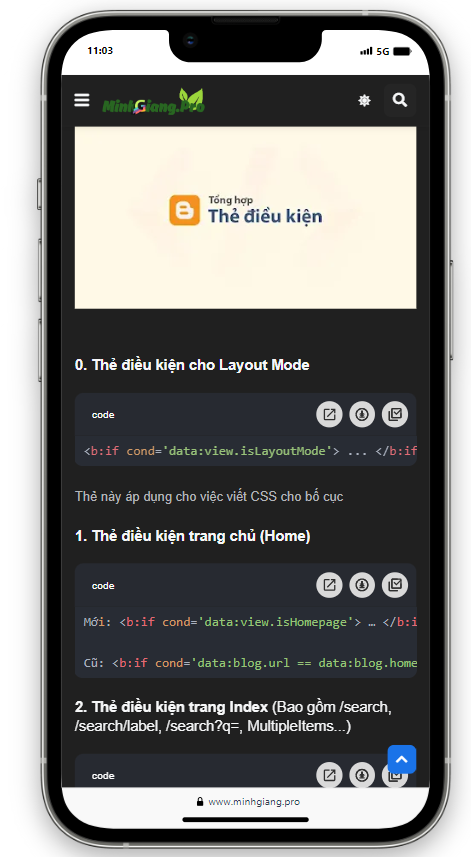 11:03
5G
MinhGiang.Pro
Tổng hợp
Thẻ điều kiện
0. Thẻ điều kiện cho Layout Mode
code
<b:if cond='data:view.isLayoutMode'> ... </b:if
Thẻ này áp dụng cho việc viết CSS cho bố cục
1. Thẻ điều kiện trang chủ (Home)
code
Mới: <b:if cond='data:view.isHomepage'> … </b:i
Cũ: <b:if cond='data:blog.url == data:blog.home
2. Thẻ điều kiện trang Index (Bao gồm /search,
/search/label, /search?q=, MultipleItems...)
code
www.minhgiang.pro